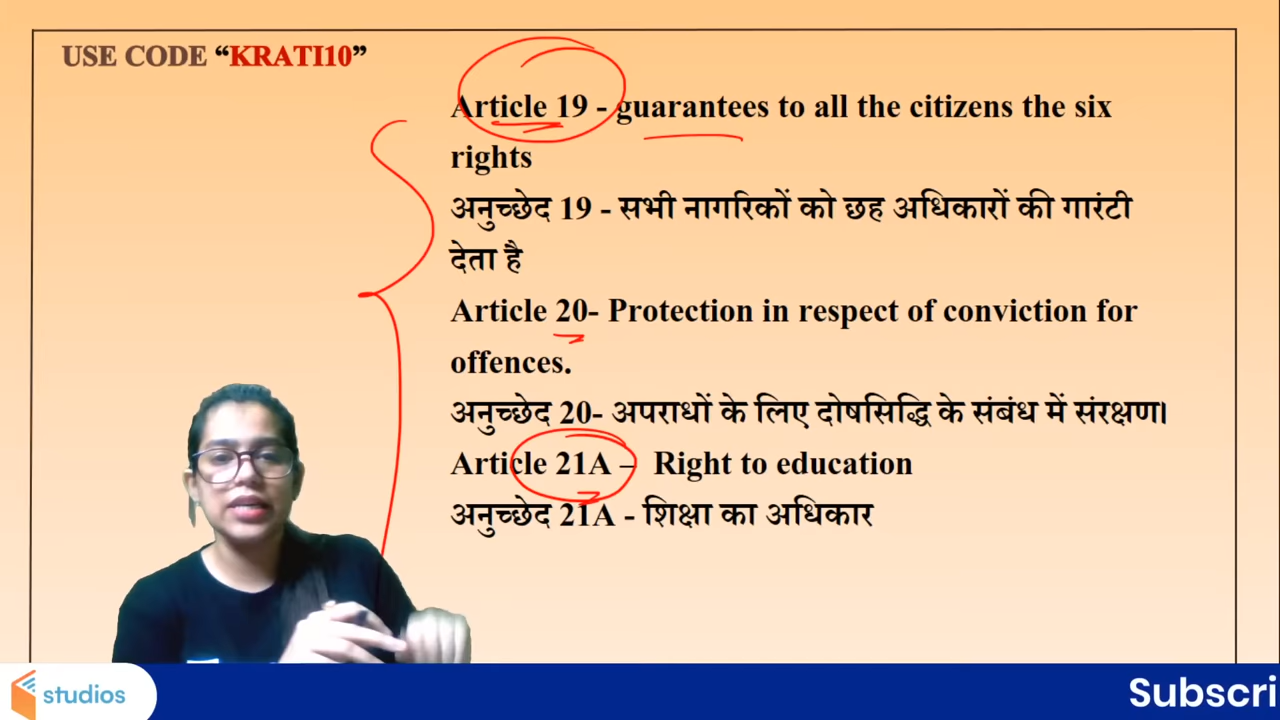 USE CODE “KRATI10”
Article 19 - guarantees to all the citizens the six
rights
अनुच्छेद 19 - सभी नागरिकों को छह अधिकारों की गारंटी
देता है
Article 20- Protection in respect of conviction for
offences.
अनुच्छेद 20- अपराधों के लिए दोषसिद्धि के संबंध में संरक्षण।
Article 21A – Right to education
अनुच्छेद 21A - शिक्षा का अधिकार
studios
Subscri